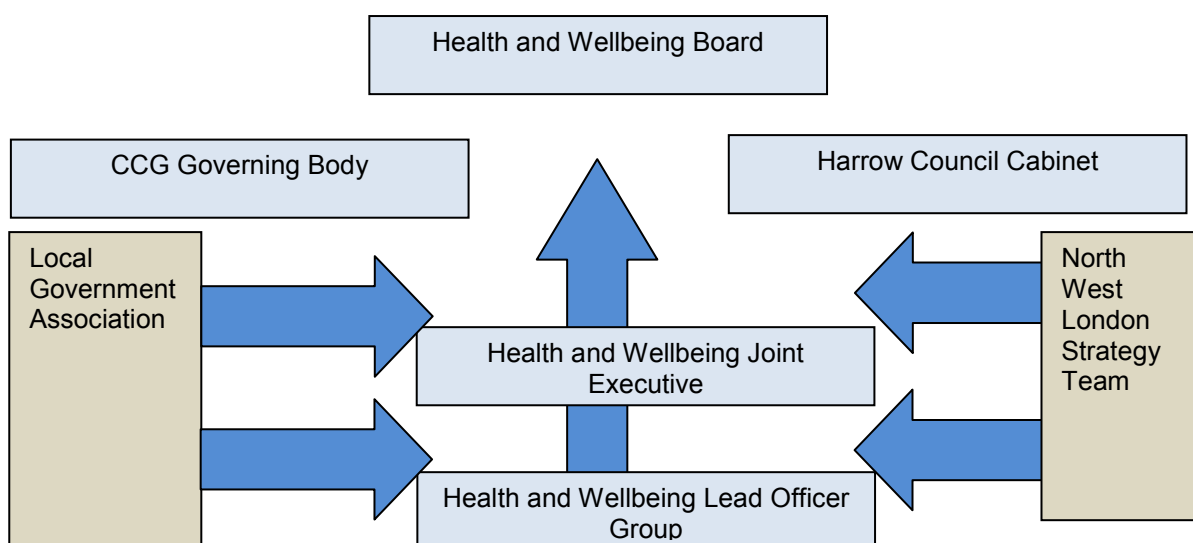 Health and Wellbeing Board
CCG Governing Body
Harrow Council Cabinet
Local
Government
Association
North
West
London
Strategy
Team
Health and Wellbeing Joint
Executive
Health and Wellbeing Lead Officer
Group